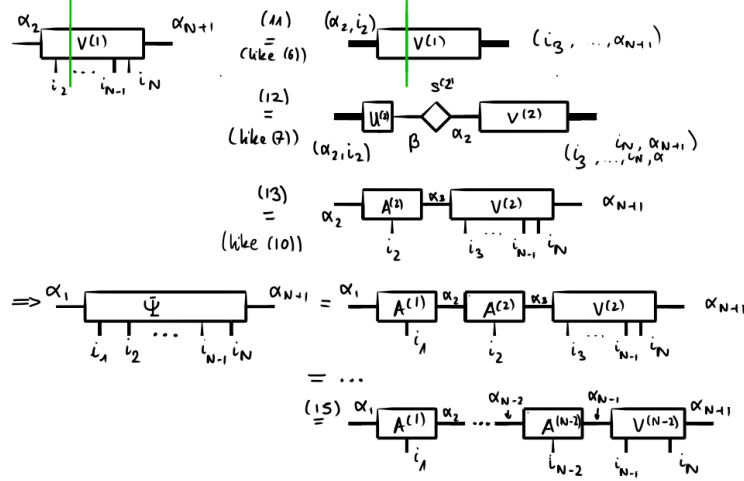 α₂ V⁽¹⁾ αN+1 (11) = (like (6)) (α₂,i₂) V⁽¹⁾ (i₃, ...,αN+1)
i₂ ... iN-1 iN
(12) = (like (7)) (α₂,i₂) U⁽²⁾ β S⁽²⁾ α₂ V⁽²⁾ (i₃,...,iN,αN+1)
(13) = (like (10)) α₂ A⁽²⁾ α₃ V⁽²⁾ αN+1
i₂ i₃ ... iN-1 iN
=> α₁ Ψ αN+1 = α₁ A⁽¹⁾ α₂ A⁽²⁾ α₃ V⁽²⁾ αN+1
i₁ i₂ ... iN-1 iN i₁ i₂ i₃ ... iN-1 iN
= ...
(15) = α₁ A⁽¹⁾ α₂ ... αN-2 A⁽N-2⁾ αN-1 V⁽N-2⁾ αN+1
i₁ iN-2 iN-1 iN